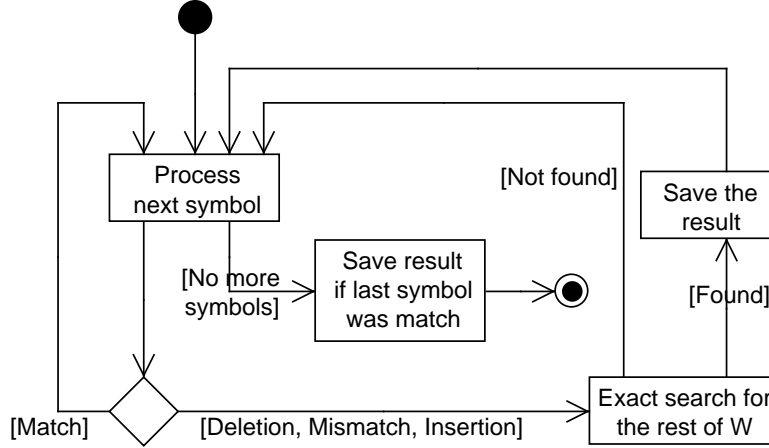 Process
next symbol
[Not found]
Save the
result
[No more
symbols]
Save result
if last symbol
was match
[Found]
[Match]
[Deletion, Mismatch, Insertion]
Exact search for
the rest of W